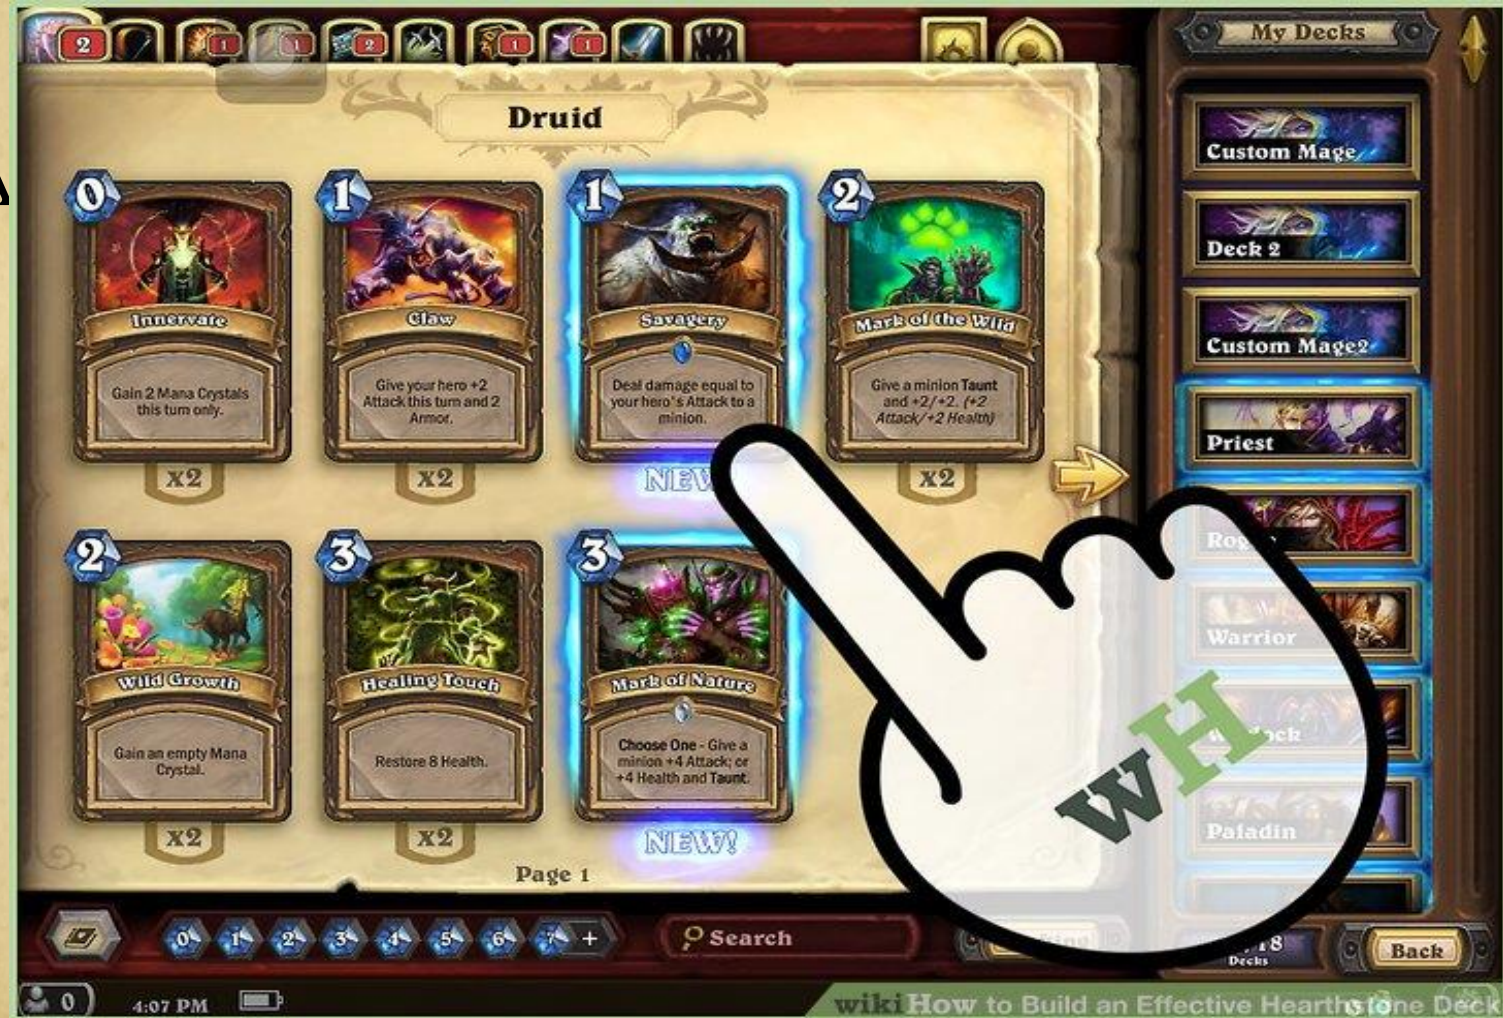 2
1
1
2
1
1
My Decks
Druid
Custom Mage
Deck 2
Custom Mage2
Priest
Warrior
Paladin
0
1
1
2
Innervate
Claw
Savagery
Mark of the Wild
Gain 2 Mana Crystals
this turn only.
Give your hero +2
Attack this turn and 2
Armor.
Deal damage equal to
your hero's Attack to a
minion.
Give a minion Taunt
and +2/+2. (+2
Attack/+2 Health)
x2
x2
x2
2
3
3
Wild Growth
Healing Touch
Mark of Nature
Gain an empty Mana
Crystal.
Restore 8 Health.
Choose One - Give a
minion +4 Attack; or
+4 Health and Taunt.
x2
x2
NEW!
Page 1
wH
0 1 2 3 4 5 6 7 +
Search
Decks
Back
0
4:07 PM
wikiHow to Build an Effective Hearthstone Deck